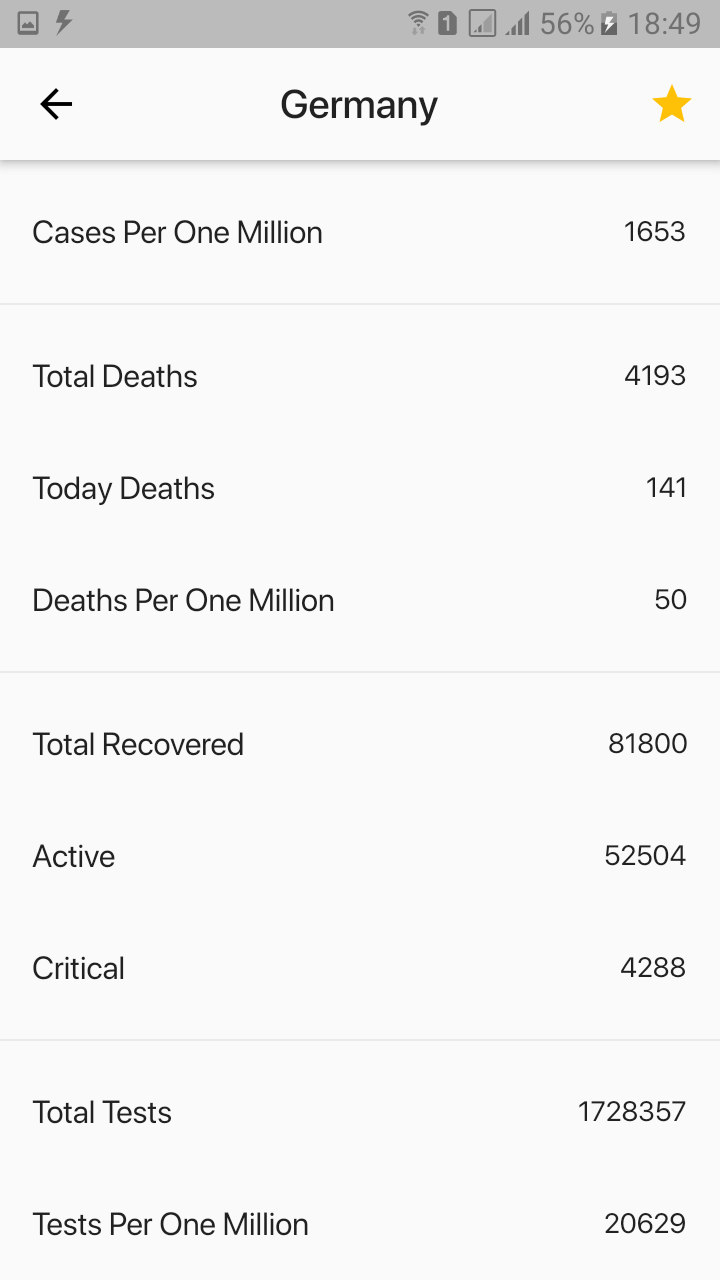 1 56% 18:49
Germany
Cases Per One Million 1653
Total Deaths 4193
Today Deaths 141
Deaths Per One Million 50
Total Recovered 81800
Active 52504
Critical 4288
Total Tests 1728357
Tests Per One Million 20629